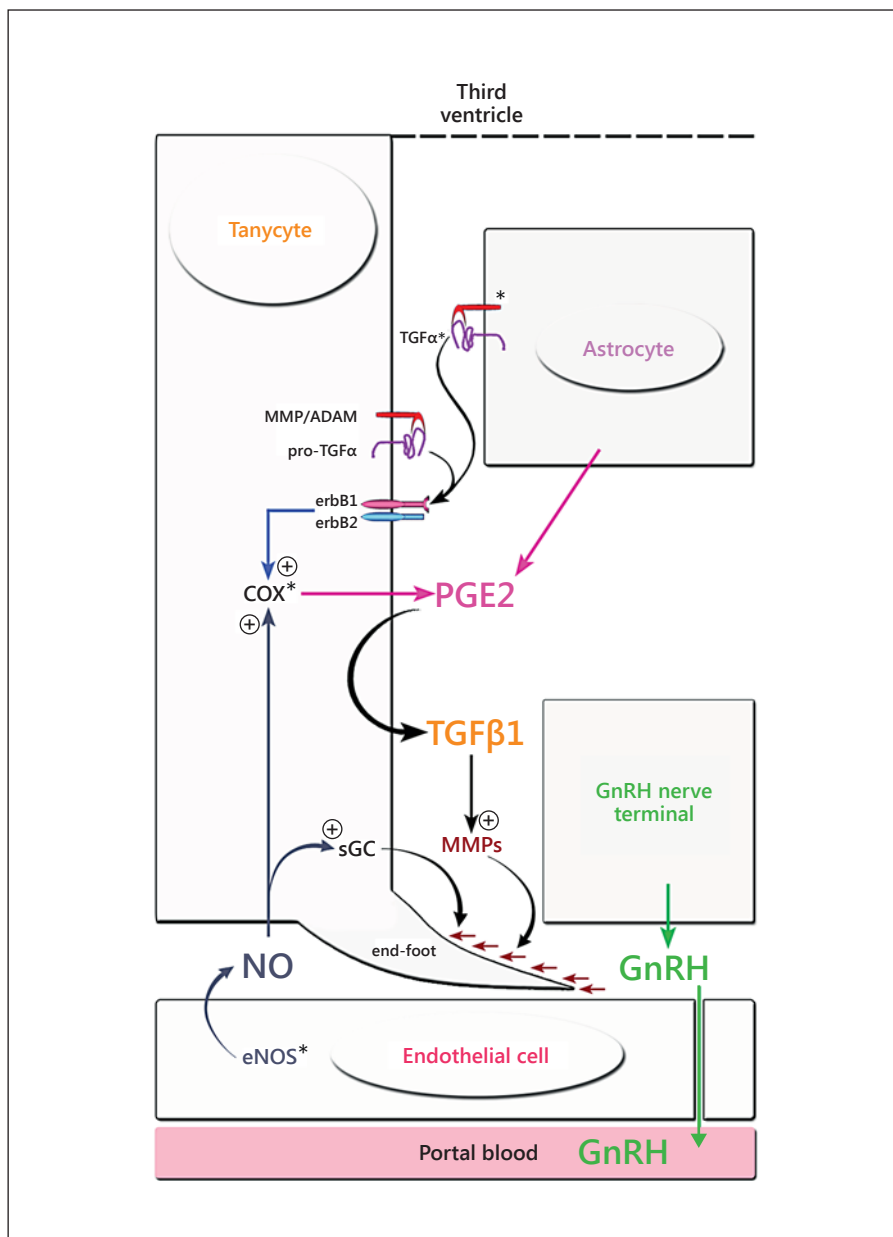 Third
ventricle
Tanycyte
*
TGFα*
Astrocyte
MMP/ADAM
pro-TGFα
erbB1
erbB2
+
COX*
+
PGE2
TGFβ1
GnRH nerve
terminal
+
MMPs
+
sGC
end-foot
NO
GnRH
eNOS*
Endothelial cell
Portal blood
GnRH